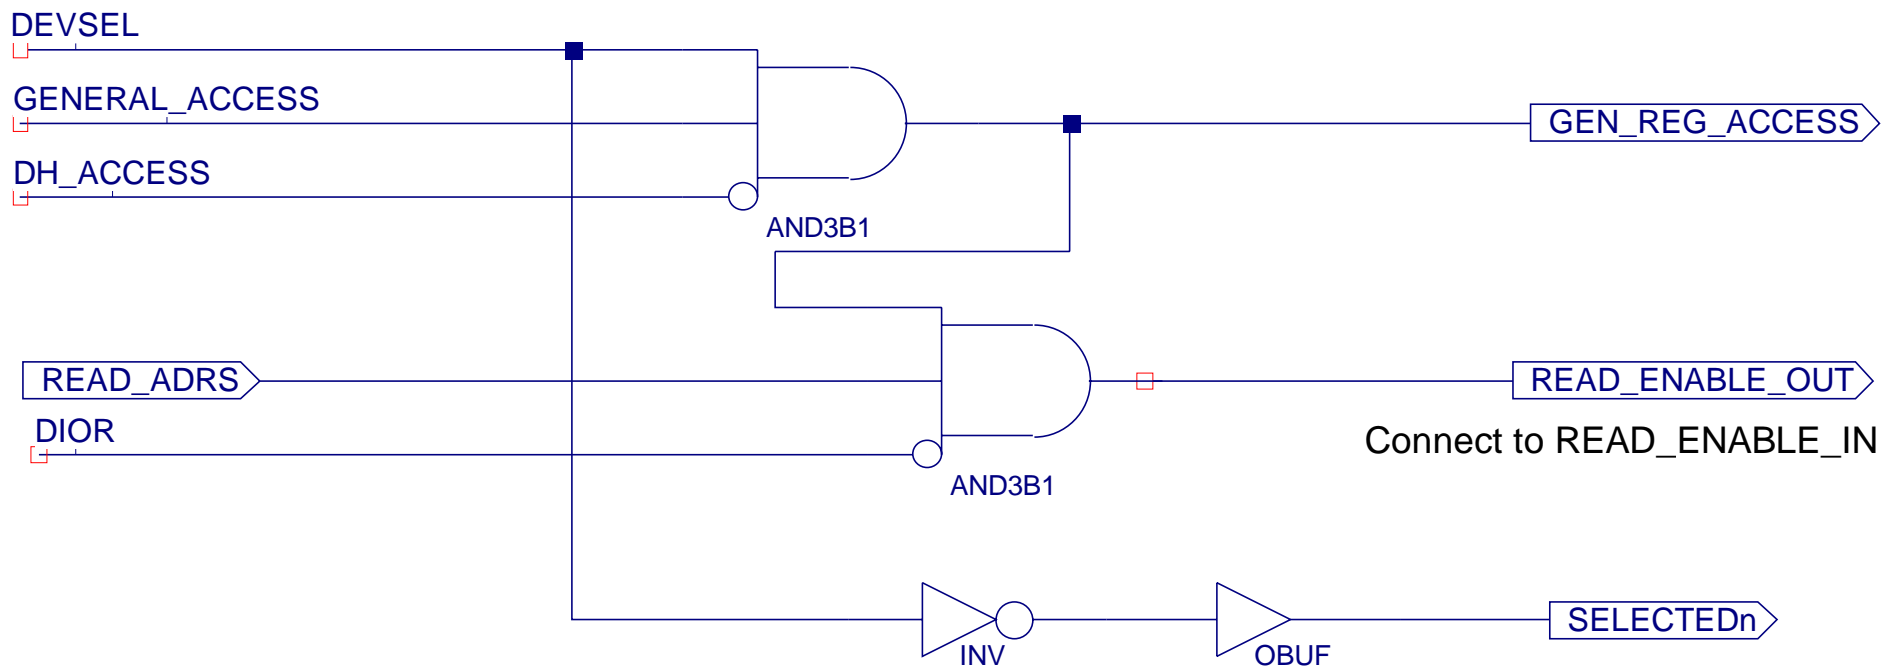 DEVSEL
GENERAL_ACCESS
GEN_REG_ACCESS
DH_ACCESS
AND3B1
READ_ADRS
READ_ENABLE_OUT
DIOR
Connect to READ_ENABLE_IN
AND3B1
SELECTEDn
INV
OBUF